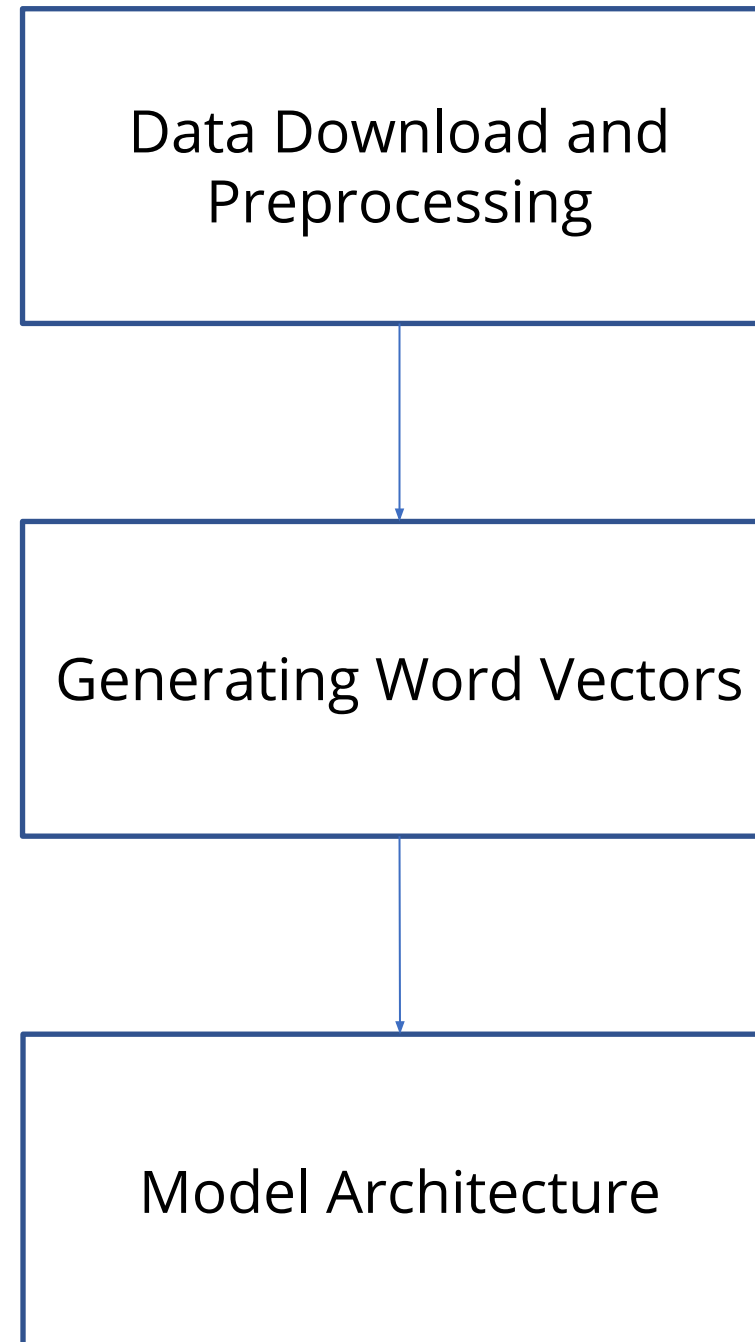 Data Download and
Preprocessing
Generating Word Vectors
Model Architecture